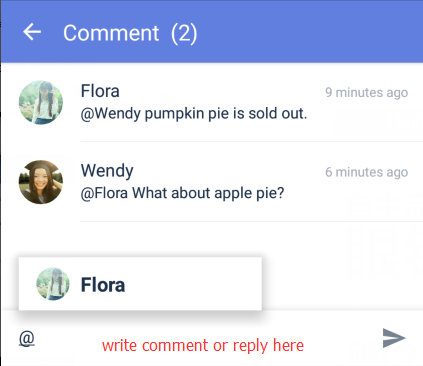 Comment (2)
Flora
9 minutes ago
@Wendy pumpkin pie is sold out.
Wendy
6 minutes ago
@Flora What about apple pie?
Flora
@
write comment or reply here